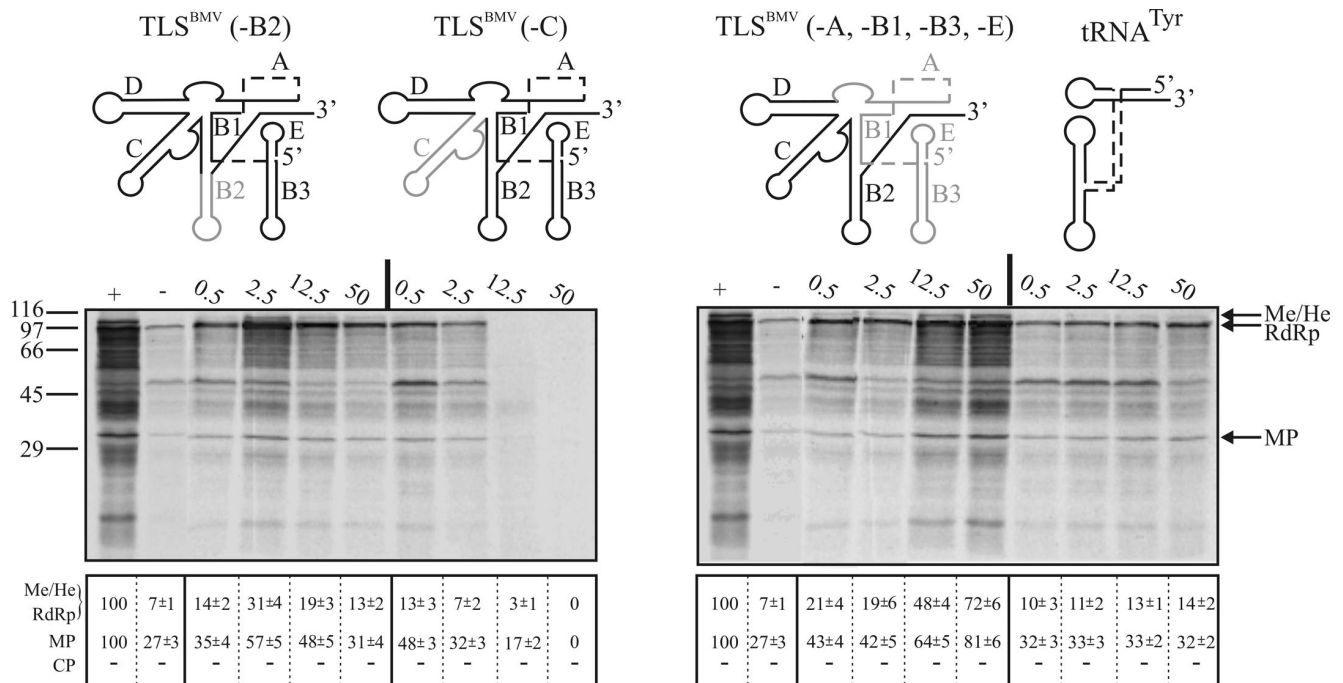 TLS^BMV (-B2) TLS^BMV (-C) TLS^BMV (-A, -B1, -B3, -E) tRNA^Tyr
A A A
D D D 5'
3' 3' 3' 3'
B1 E B1 E B1 E
C 5' C 5' C 5'
B2 B3 B2 B3 B2 B3
+ - 0.5 2.5 12.5 50 0.5 2.5 12.5 50 + - 0.5 2.5 12.5 50 0.5 2.5 12.5 50
116 Me/He
97 RdRp
66
45
29 MP
Me/He
RdRp 100 7±1 14±2 31±4 19±3 13±2 13±3 7±2 3±1 0 100 7±1 21±4 19±6 48±4 72±6 10±3 11±2 13±1 14±2
MP 100 27±3 35±4 57±5 48±5 31±4 48±3 32±3 17±2 0 100 27±3 43±4 42±5 64±5 81±6 32±3 33±3 33±2 32±2
CP - - - - - - - - - - - - - - - - - - - -